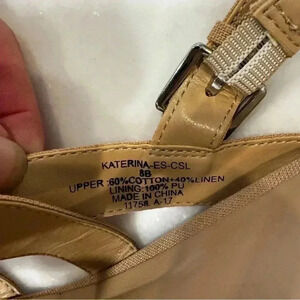 KATERINA-ES-CSL
8B
UPPER:60%COTTON+40%LINEN
LINING:100% PU
MADE IN CHINA
11758 A-17